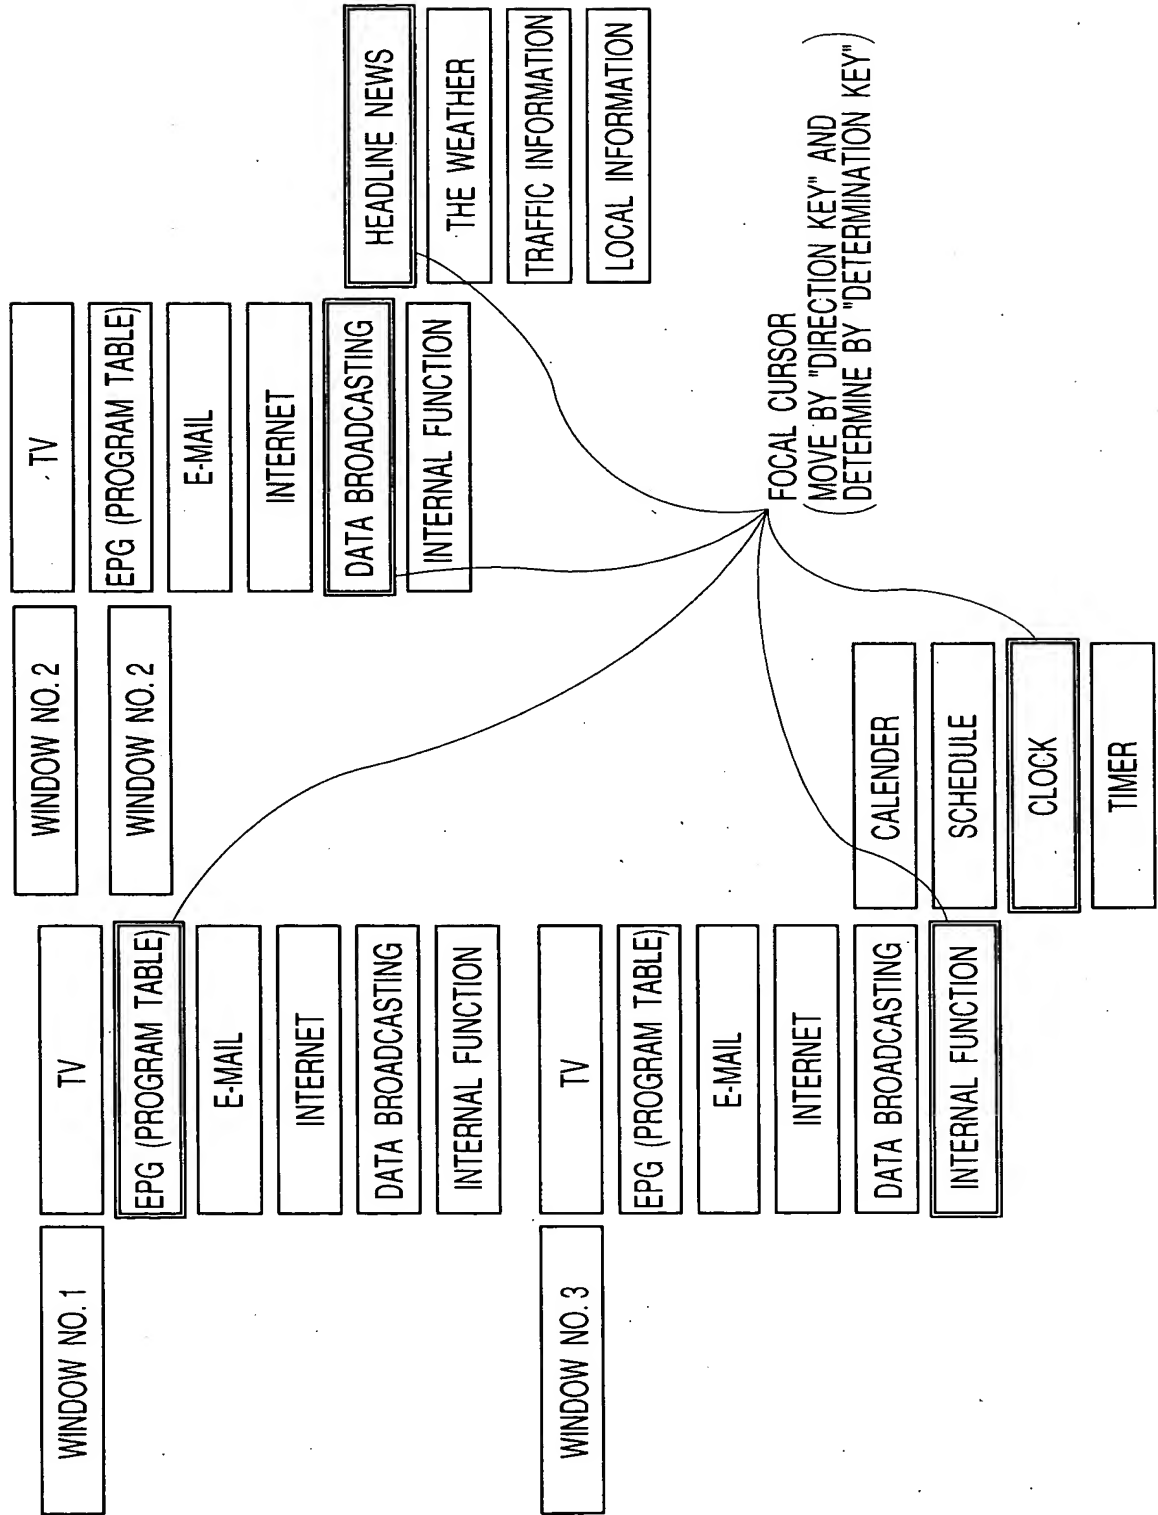 WINDOW NO. 1
TV
EPG (PROGRAM TABLE)
E-MAIL
INTERNET
DATA BROADCASTING
INTERNAL FUNCTION
WINDOW NO. 2
WINDOW NO. 2
TV
EPG (PROGRAM TABLE)
E-MAIL
INTERNET
DATA BROADCASTING
INTERNAL FUNCTION
HEADLINE NEWS
THE WEATHER
TRAFFIC INFORMATION
LOCAL INFORMATION
WINDOW NO. 3
TV
EPG (PROGRAM TABLE)
E-MAIL
INTERNET
DATA BROADCASTING
INTERNAL FUNCTION
CALENDER
SCHEDULE
CLOCK
TIMER
FOCAL CURSOR
(MOVE BY "DIRECTION KEY" AND
DETERMINE BY "DETERMINATION KEY")